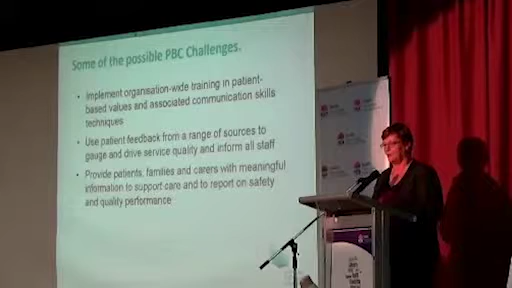 Some of the possible PBC Challenges.
• Implement organisation-wide training in patient-
based values and associated communication skills
techniques
• Use patient feedback from a range of sources to
gauge and drive service quality and inform all staff
• Provide patients, families and carers with meaningful
information to support care and to report on safety
and quality performance